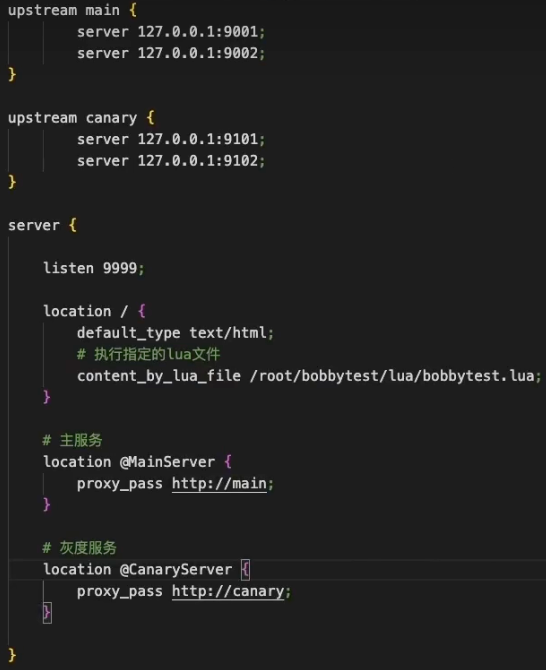 upstream main {
server 127.0.0.1:9001;
server 127.0.0.1:9002;
}
upstream canary {
server 127.0.0.1:9101;
server 127.0.0.1:9102;
}
server {
listen 9999;
location / {
default_type text/html;
# 执行指定的lua文件
content_by_lua_file /root/bobbytest/lua/bobbytest.lua;
}
# 主服务
location @MainServer {
proxy_pass http://main;
}
# 灰度服务
location @CanaryServer {
proxy_pass http://canary;
}
}